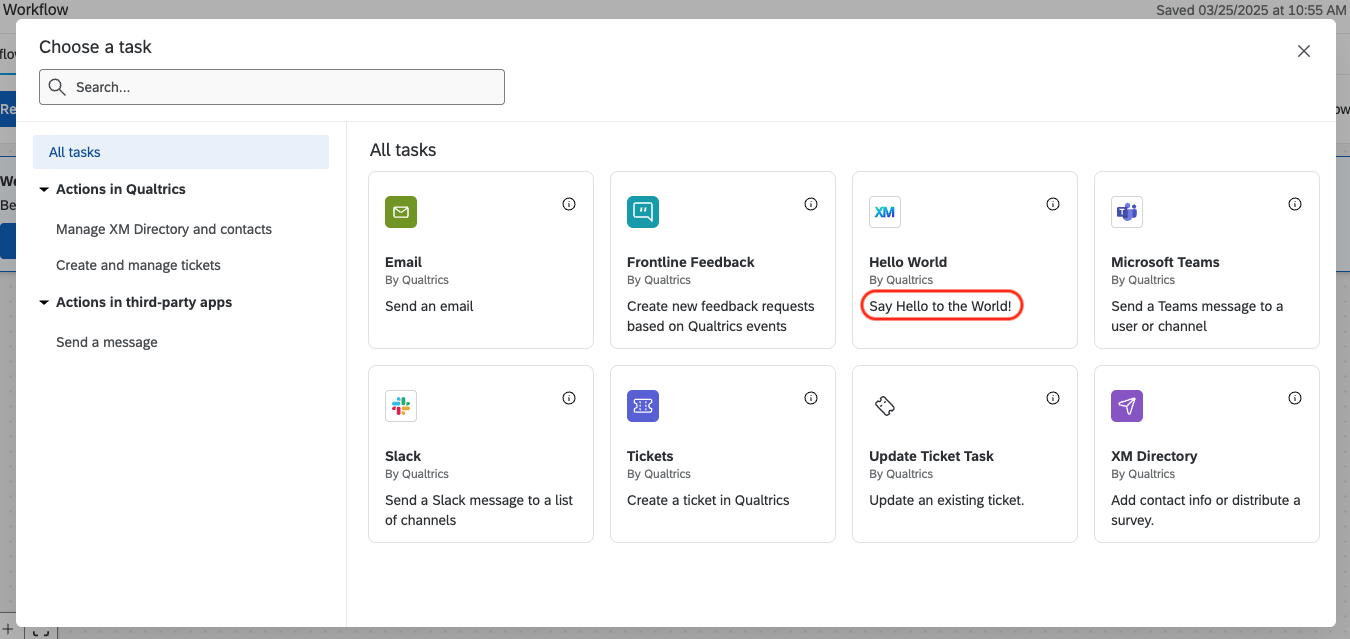 Workflow
Saved 03/25/2025 at 10:55 AM
Choose a task
Search...
All tasks
Actions in Qualtrics
Manage XM Directory and contacts
Create and manage tickets
Actions in third-party apps
Send a message
All tasks
Email
By Qualtrics
Send an email
Frontline Feedback
By Qualtrics
Create new feedback requests
based on Qualtrics events
XM
Hello World
By Qualtrics
Say Hello to the World!
Microsoft Teams
By Qualtrics
Send a Teams message to a
user or channel
Slack
By Qualtrics
Send a Slack message to a list
of channels
Tickets
By Qualtrics
Create a ticket in Qualtrics
Update Ticket Task
By Qualtrics
Update an existing ticket.
XM Directory
By Qualtrics
Add contact info or distribute a
survey.